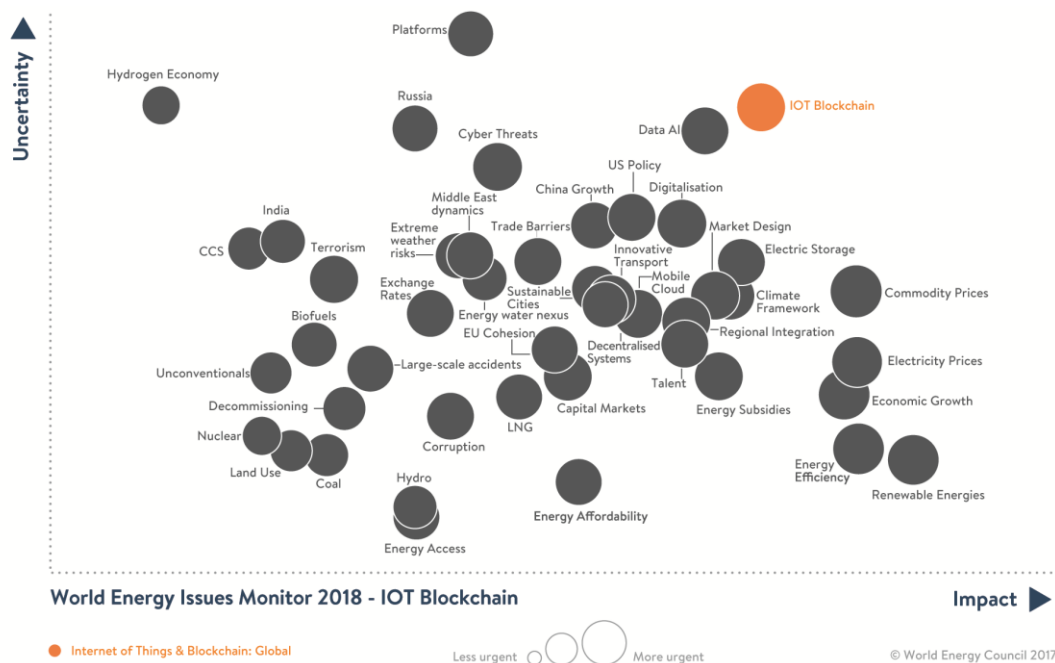 Uncertainty
Platforms
Hydrogen Economy
Russia
IOT Blockchain
Data AI
Cyber Threats
US Policy
China Growth
Digitalisation
Middle East
dynamics
India
CCS
Terrorism
Extreme
weather
risks
Trade Barriers
Market Design
Innovative
Transport
Electric Storage
Mobile
Cloud
Exchange
Rates
Sustainable
Cities
Energy water nexus
Climate
Framework
Commodity Prices
Biofuels
EU Cohesion
Decentralised
Systems
Regional Integration
Unconventionals
Large-scale accidents
Electricity Prices
Talent
Decommissioning
Capital Markets
Energy Subsidies
Economic Growth
LNG
Nuclear
Corruption
Land Use
Coal
Energy
Efficiency
Renewable Energies
Hydro
Energy Affordability
Energy Access
World Energy Issues Monitor 2018 - IOT Blockchain
Impact
Internet of Things & Blockchain: Global
Less urgent
More urgent
© World Energy Council 2017